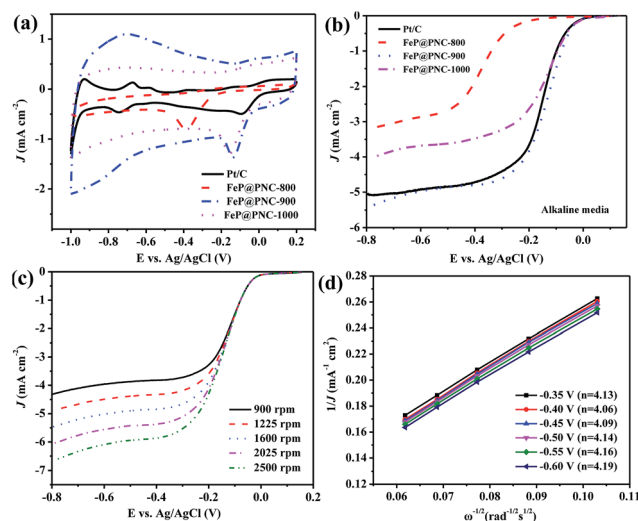 (a)
1
0
-1
-2
J (mA cm⁻²)
Pt/C
FeP@PNC-800
FeP@PNC-900
FeP@PNC-1000
-1.0 -0.8 -0.6 -0.4 -0.2 0.0 0.2
E vs. Ag/AgCl (V)
(b)
0
-1
-2
-3
-4
-5
-6
J (mA cm⁻²)
Pt/C
FeP@PNC-800
FeP@PNC-900
FeP@PNC-1000
Alkaline media
-0.8 -0.6 -0.4 -0.2 0.0
E vs. Ag/AgCl (V)
(c)
0
-1
-2
-3
-4
-5
-6
-7
J (mA cm⁻²)
900 rpm
1225 rpm
1600 rpm
2025 rpm
2500 rpm
-0.8 -0.6 -0.4 -0.2 0.0 0.2
E vs. Ag/AgCl (V)
(d)
0.28
0.26
0.24
0.22
0.20
0.18
0.16
0.14
1/J (mA⁻¹ cm²)
-0.35 V (n=4.13)
-0.40 V (n=4.06)
-0.45 V (n=4.09)
-0.50 V (n=4.14)
-0.55 V (n=4.16)
-0.60 V (n=4.19)
0.06 0.07 0.08 0.09 0.10 0.11
ω⁻¹/²(rad⁻¹/²s¹/²)